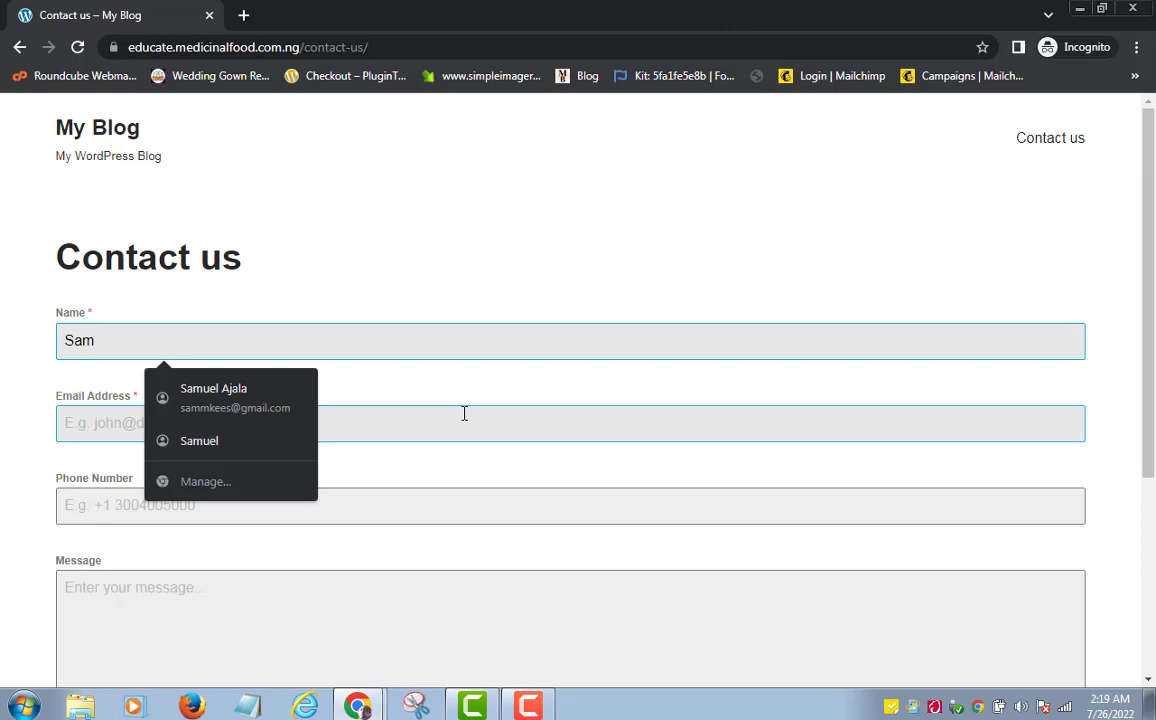 Contact us – My Blog
educate.medicinalfood.com.ng/contact-us/
Incognito
Roundcube Webma...
Wedding Gown Re...
Checkout – PluginT...
www.simpleimager...
Blog
Kit: 5fa1fe5e8b | Fo...
Login | Mailchimp
Campaigns | Mailch...
»
My Blog
My WordPress Blog
Contact us
Contact us
Name *
Sam
Samuel Ajala
sammkees@gmail.com
Samuel
Manage...
Email Address *
E.g. john@d
Phone Number
E.g. +1 3004005000
Message
Enter your message...
2:19 AM
7/26/2022